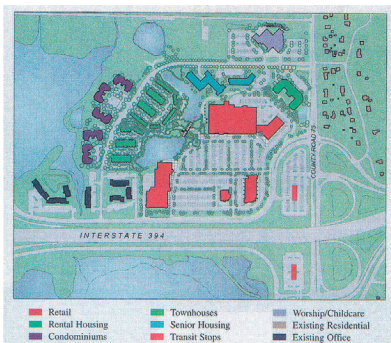 COUNTY ROAD 73
INTERSTATE 394
Retail
Townhouses
Worship/Childcare
Rental Housing
Senior Housing
Existing Residential
Condominiums
Transit Stops
Existing Office